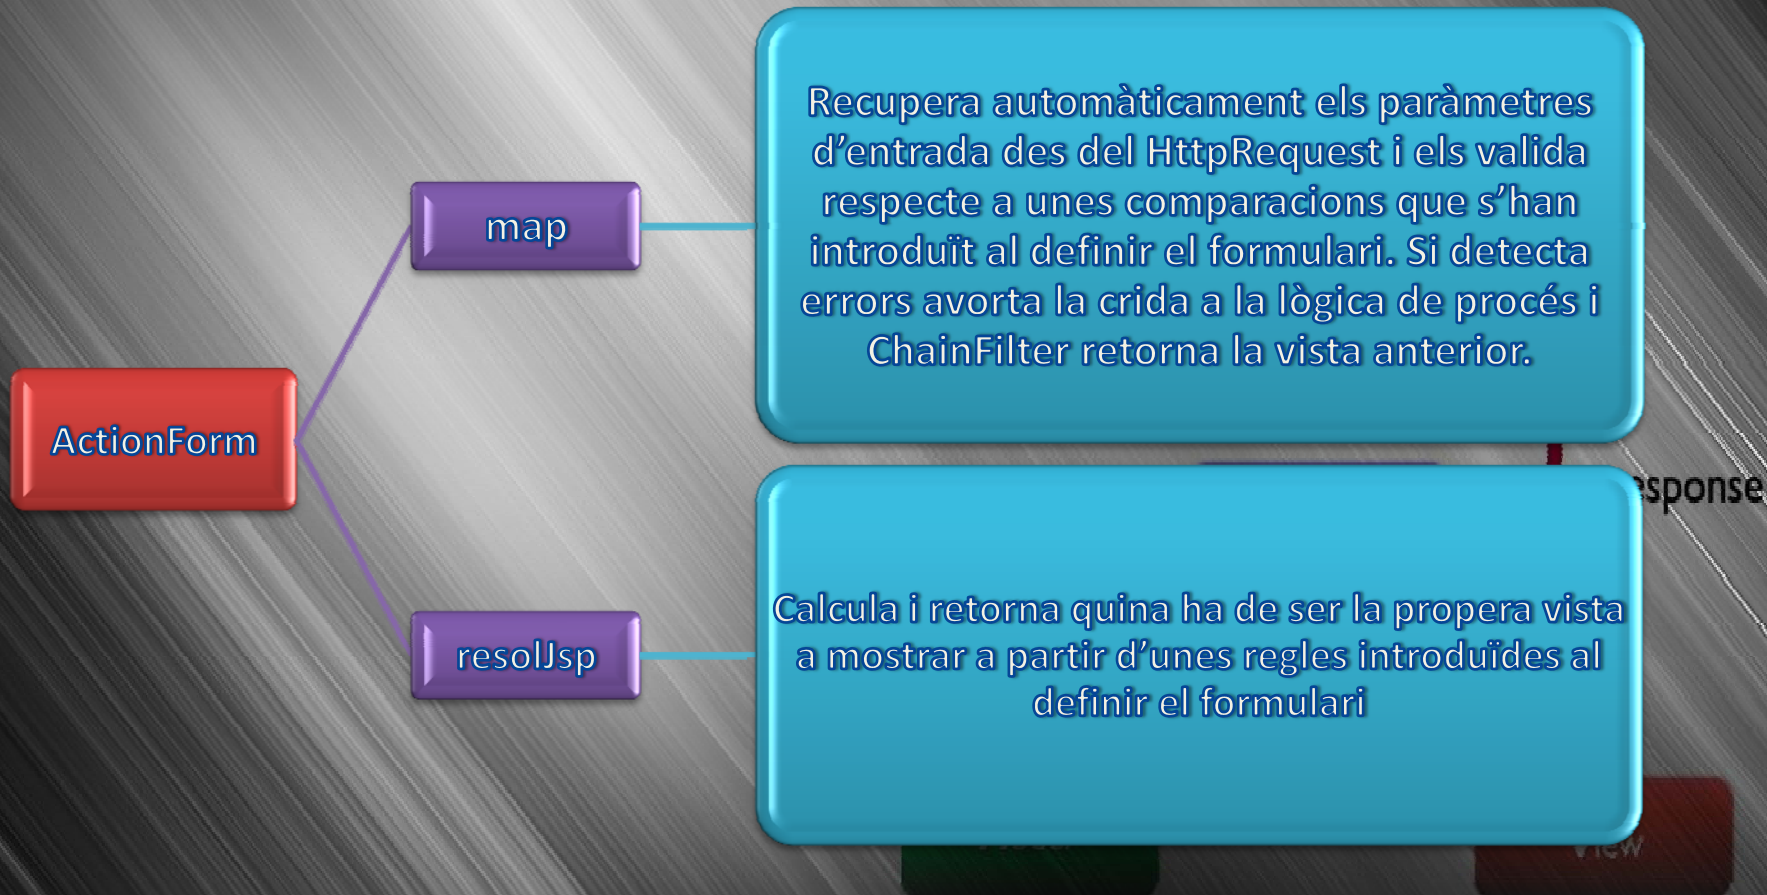 ActionForm
map
Recupera automàticament els paràmetres
d’entrada des del HttpRequest i els valida
respecte a unes comparacions que s’han
introduït al definir el formulari. Si detecta
errors avorta la crida a la lògica de procés i
ChainFilter retorna la vista anterior.
resolJsp
Calcula i retorna quina ha de ser la propera vista
a mostrar a partir d’unes regles introduïdes al
definir el formulari
View